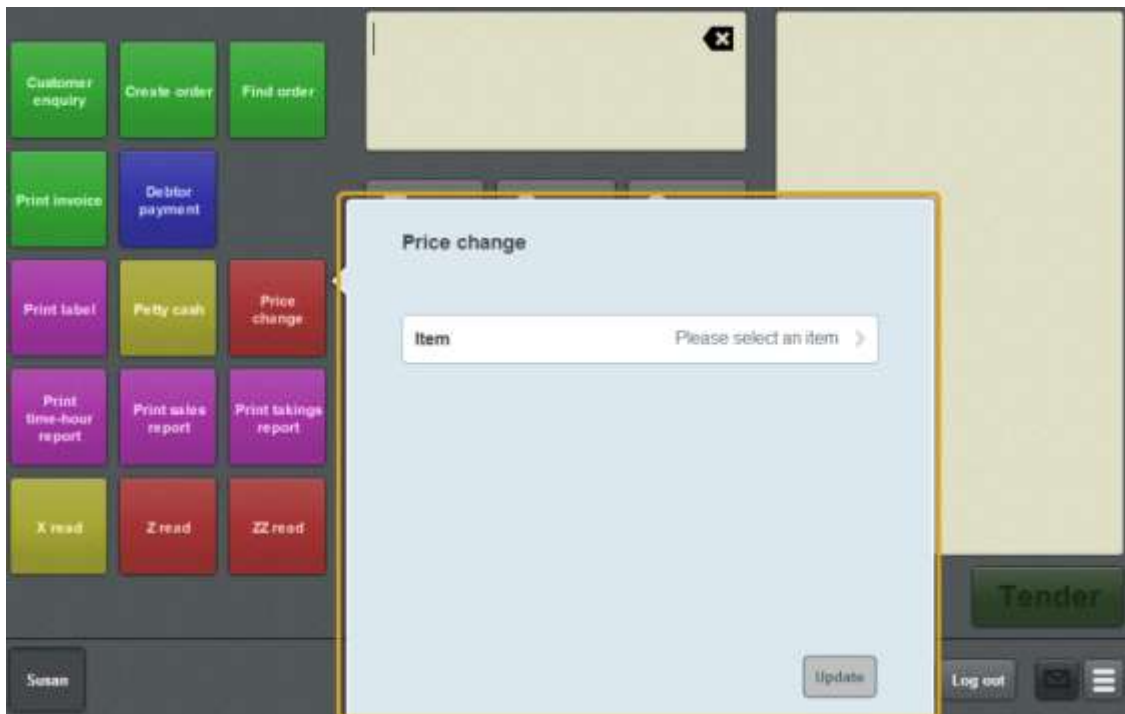 Customer
enquiry
Create order
Find order
Print invoice
Debtor
payment
Print label
Petty cash
Price
change
Print
time-hour
report
Print sales
report
Print takings
report
X read
Z read
ZZ read
Price change
Item
Please select an item
Update
Tender
Susan
Log out